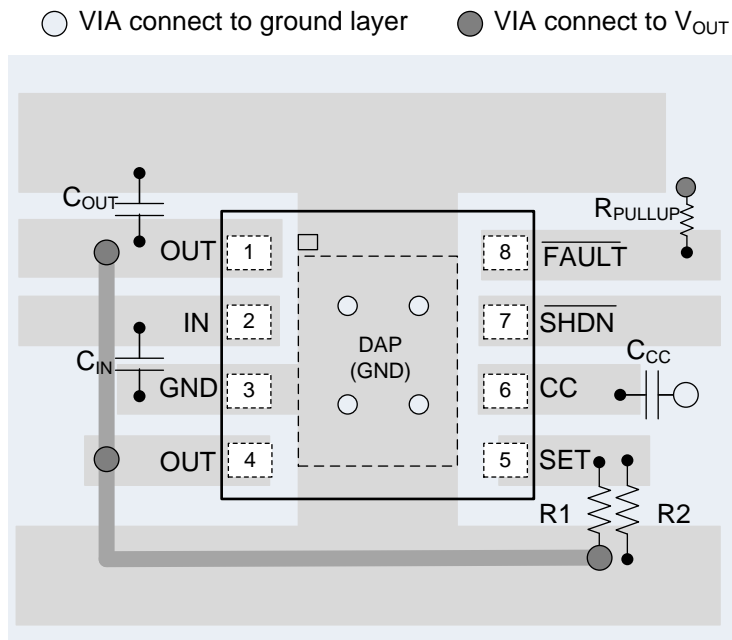 VIA connect to ground layer
VIA connect to VOUT
COUT
RPULLUP
OUT 1
8 FAULT
IN 2
7 SHDN
DAP
(GND)
CIN
CCC
GND 3
6 CC
OUT 4
5 SET
R1
R2